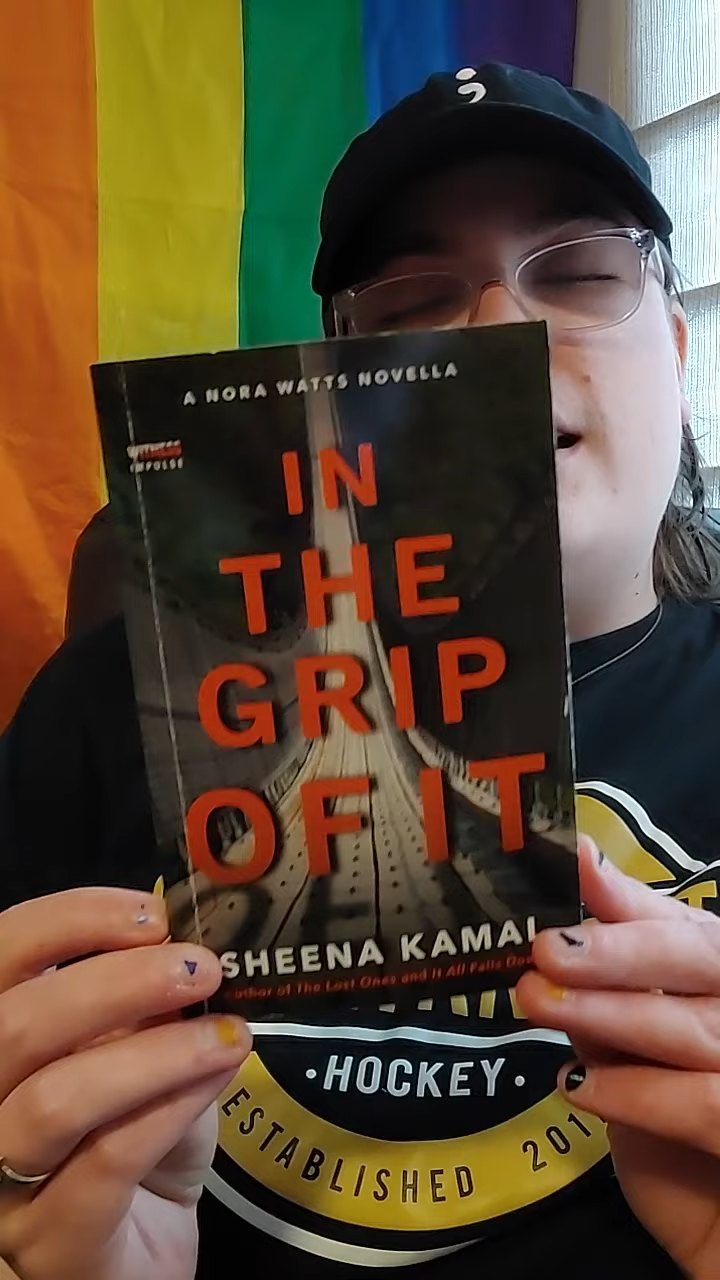 ;
A NORA WATTS NOVELLA
WITNESS
IMPULSE
IN
THE
GRIP
OF IT
SHEENA KAMAL
author of The Lost Ones and It All Falls Down
·HOCKEY·
ESTABLISHED 201